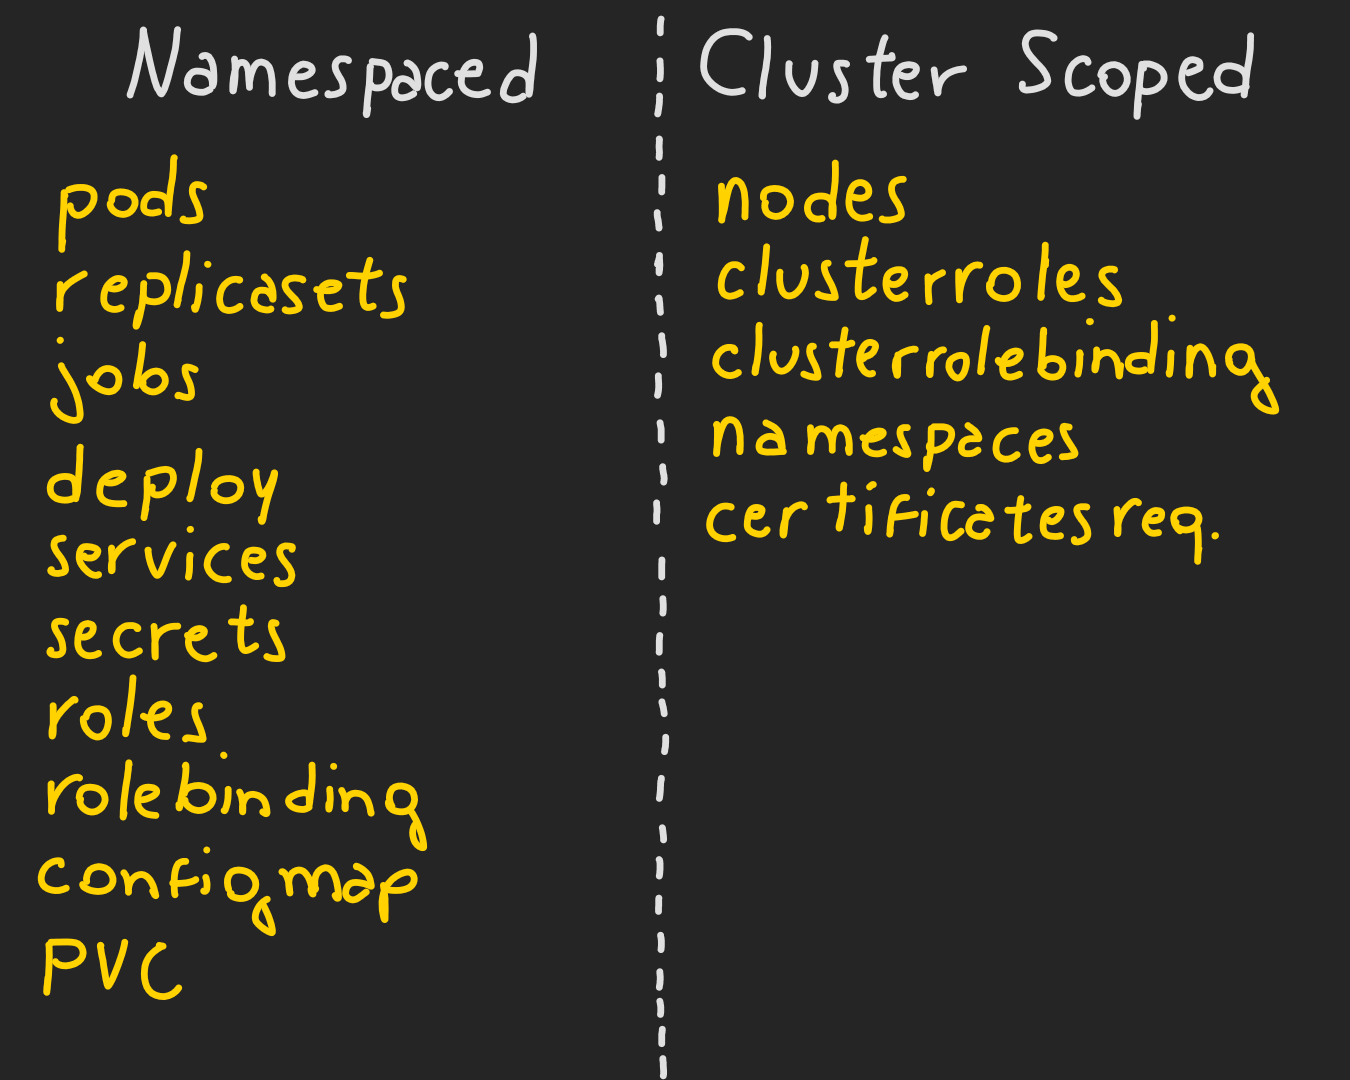 Namespaced
pods
replicasets
jobs
deploy
services
secrets
roles
rolebinding
configmap
PVC
Cluster Scoped
nodes
clusterroles
clusterrolebinding
namespaces
certificates req.